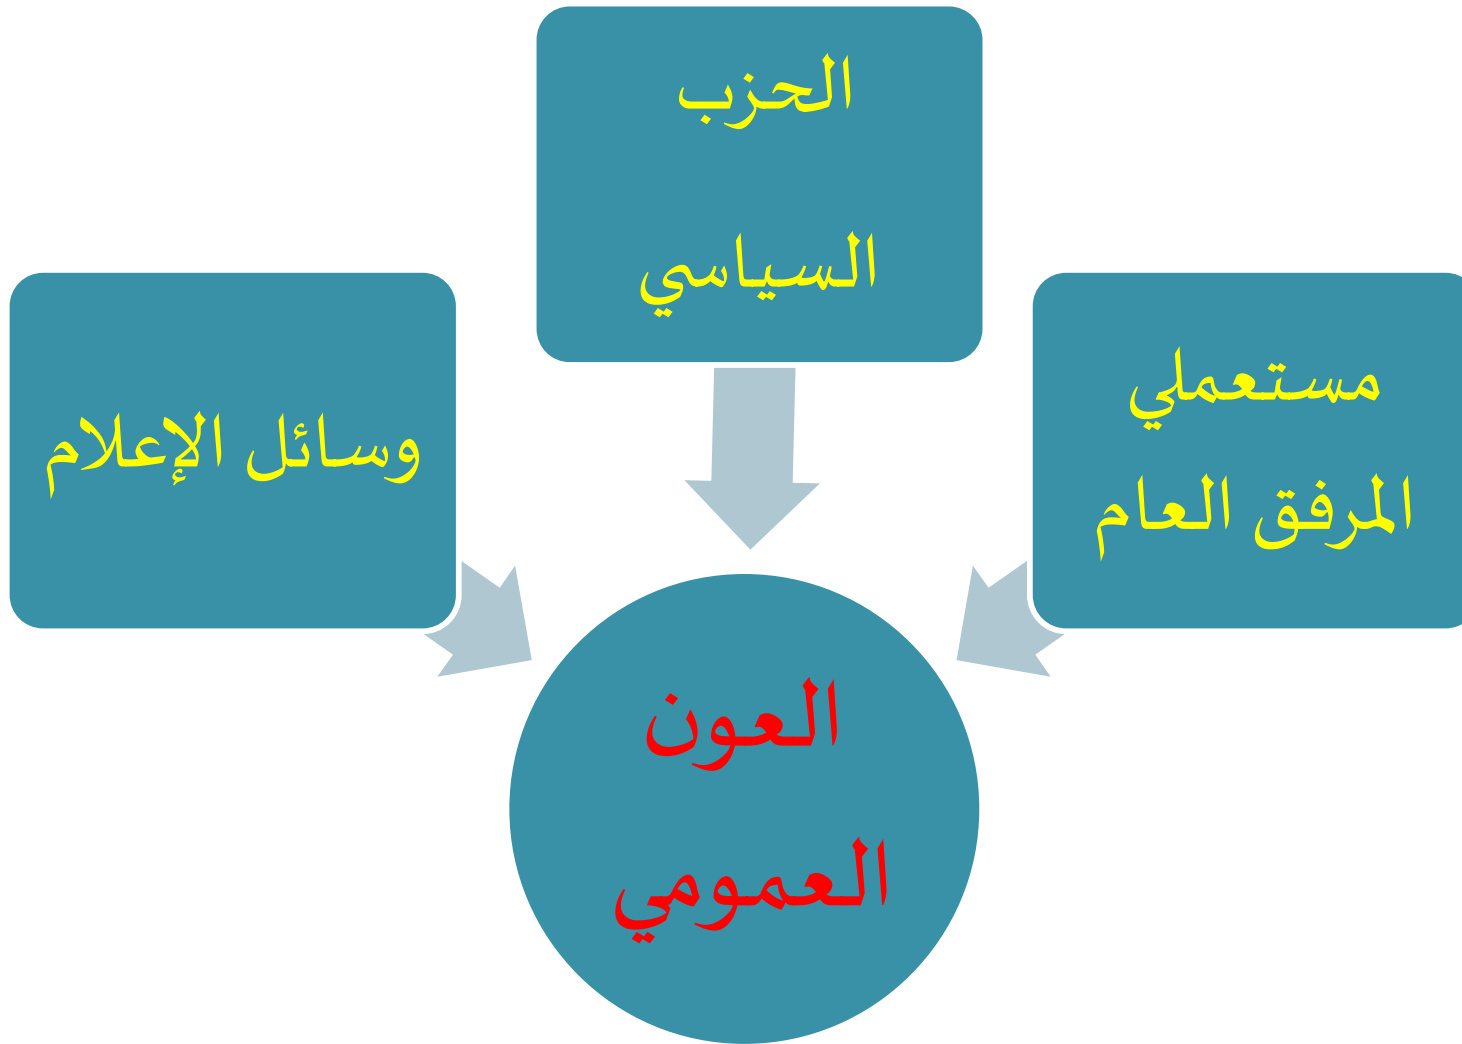 الحزب
السياسي
مستعملي
المرفق العام
وسائل الإعلام
العون
العمومي